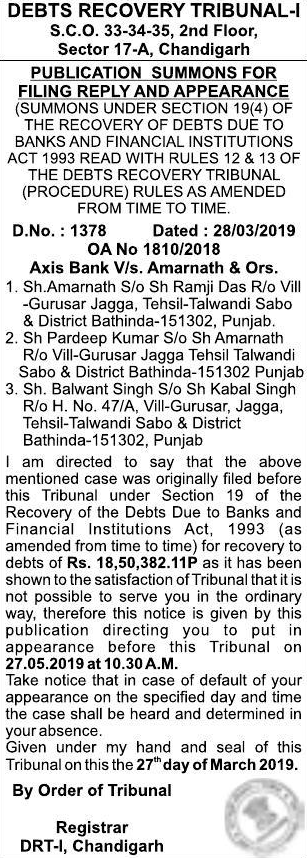 DEBTS RECOVERY TRIBUNAL-I
S.C.O. 33-34-35, 2nd Floor,
Sector 17-A, Chandigarh
PUBLICATION SUMMONS FOR
FILING REPLY AND APPEARANCE
(SUMMONS UNDER SECTION 19(4) OF
THE RECOVERY OF DEBTS DUE TO
BANKS AND FINANCIAL INSTITUTIONS
ACT 1993 READ WITH RULES 12 & 13 OF
THE DEBTS RECOVERY TRIBUNAL
(PROCEDURE) RULES AS AMENDED
FROM TIME TO TIME.
D.No. : 1378 Dated : 28/03/2019
OA No 1810/2018
Axis Bank V/s. Amarnath & Ors.
1. Sh.Amarnath S/o Sh Ramji Das R/o Vill
-Gurusar Jagga, Tehsil-Talwandi Sabo
& District Bathinda-151302, Punjab.
2. Sh Pardeep Kumar S/o Sh Amarnath
R/o Vill-Gurusar Jagga Tehsil Talwandi
Sabo & District Bathinda-151302 Punjab
3. Sh. Balwant Singh S/o Sh Kabal Singh
R/o H. No. 47/A, Vill-Gurusar, Jagga,
Tehsil-Talwandi Sabo & District
Bathinda-151302, Punjab
I am directed to say that the above
mentioned case was originally filed before
this Tribunal under Section 19 of the
Recovery of the Debts Due to Banks and
Financial Institutions Act, 1993 (as
amended from time to time) for recovery to
debts of Rs. 18,50,382.11P as it has been
shown to the satisfaction of Tribunal that it is
not possible to serve you in the ordinary
way, therefore this notice is given by this
publication directing you to put in
appearance before this Tribunal on
27.05.2019 at 10.30 A.M.
Take notice that in case of default of your
appearance on the specified day and time
the case shall be heard and determined in
your absence.
Given under my hand and seal of this
Tribunal on this the 27th day of March 2019.
By Order of Tribunal
Registrar
DRT-I, Chandigarh